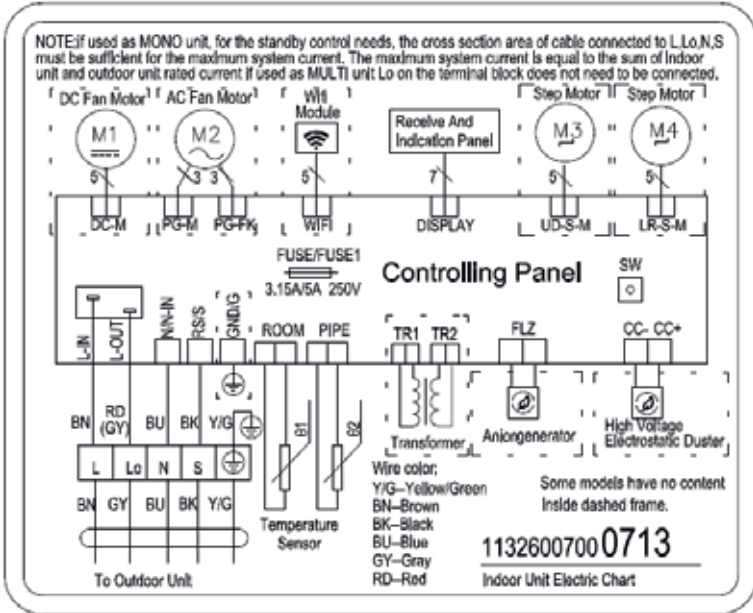 NOTE:if used as MONO unit, for the standby control needs, the cross section area of cable connected to L,Lo,N,S
must be sufficient for the maximum system current. The maximum system current is equal to the sum of Indoor
unit and outdoor unit rated current if used as MULTI unit Lo on the terminal block does not need to be connected.
DC Fan Motor AC Fan Motor Wifi Module Step Motor Step Motor
M1 M2 Receive And Indication Panel M3 M4
5 3 3 5 7 5 5
DC-M PG-M PG-FK WIFI DISPLAY UD-S-M LR-S-M
FUSE/FUSE1
3.15A/5A 250V
Controlling Panel
SW
L-IN L-OUT N/N-IN RS/S GND/G ROOM PIPE TR1 TR2 FLZ CC- CC+
BN RD (GY) BU BK Y/G θ1 θ2
Transformer
Aniongenerator
High Voltage
Electrostatic Duster
L Lo N S
BN GY BU BK Y/G
Temperature
Sensor
To Outdoor Unit
Wire color:
Y/G–Yellow/Green
BN–Brown
BK–Black
BU–Blue
GY–Gray
RD–Red
Some models have no content
Inside dashed frame.
1132600700 0713
Indoor Unit Electric Chart